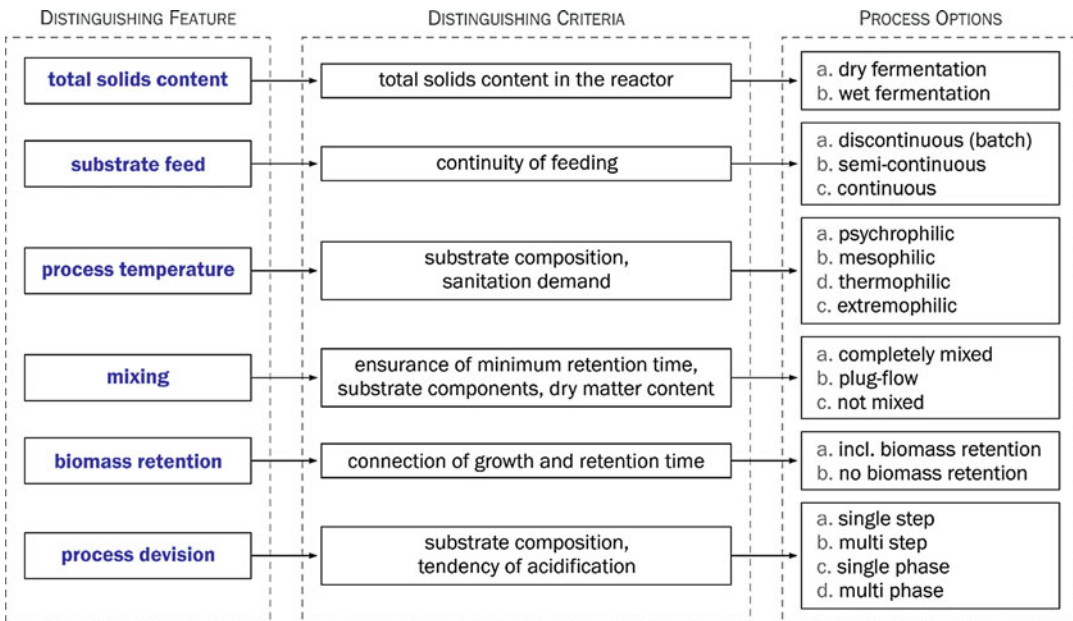 DISTINGUISHING FEATURE
DISTINGUISHING CRITERIA
PROCESS OPTIONS
total solids content
total solids content in the reactor
a. dry fermentation
b. wet fermentation
substrate feed
continuity of feeding
a. discontinuous (batch)
b. semi-continuous
c. continuous
process temperature
substrate composition,
sanitation demand
a. psychrophilic
b. mesophilic
d. thermophilic
c. extremophilic
mixing
ensurance of minimum retention time,
substrate components, dry matter content
a. completely mixed
b. plug-flow
c. not mixed
biomass retention
connection of growth and retention time
a. incl. biomass retention
b. no biomass retention
process devision
substrate composition,
tendency of acidification
a. single step
b. multi step
c. single phase
d. multi phase